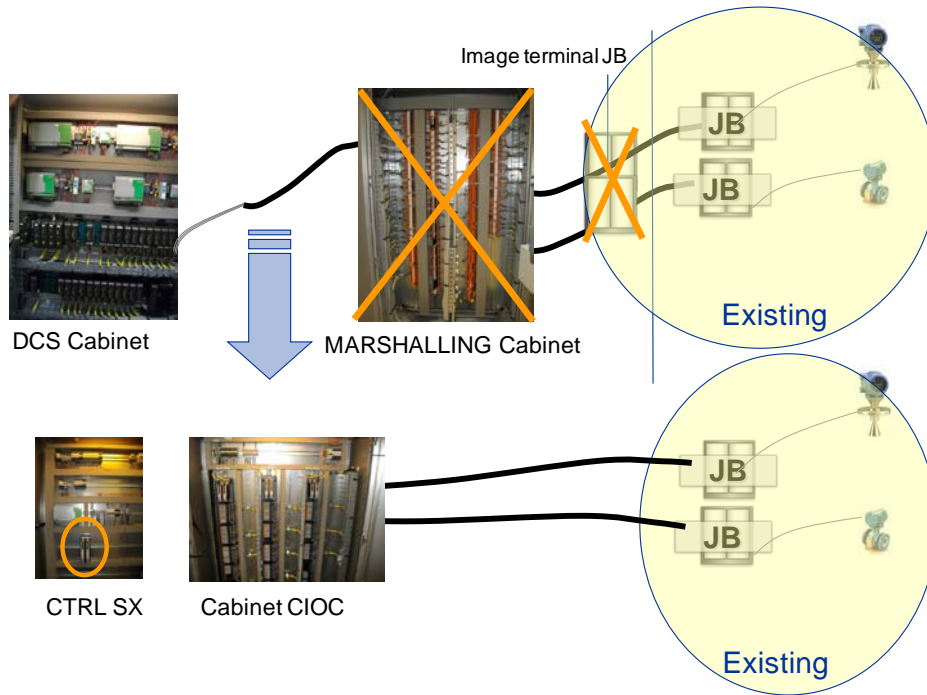 Image terminal JB
JB
JB
Existing
DCS Cabinet
MARSHALLING Cabinet
JB
JB
CTRL SX
Cabinet CIOC
Existing